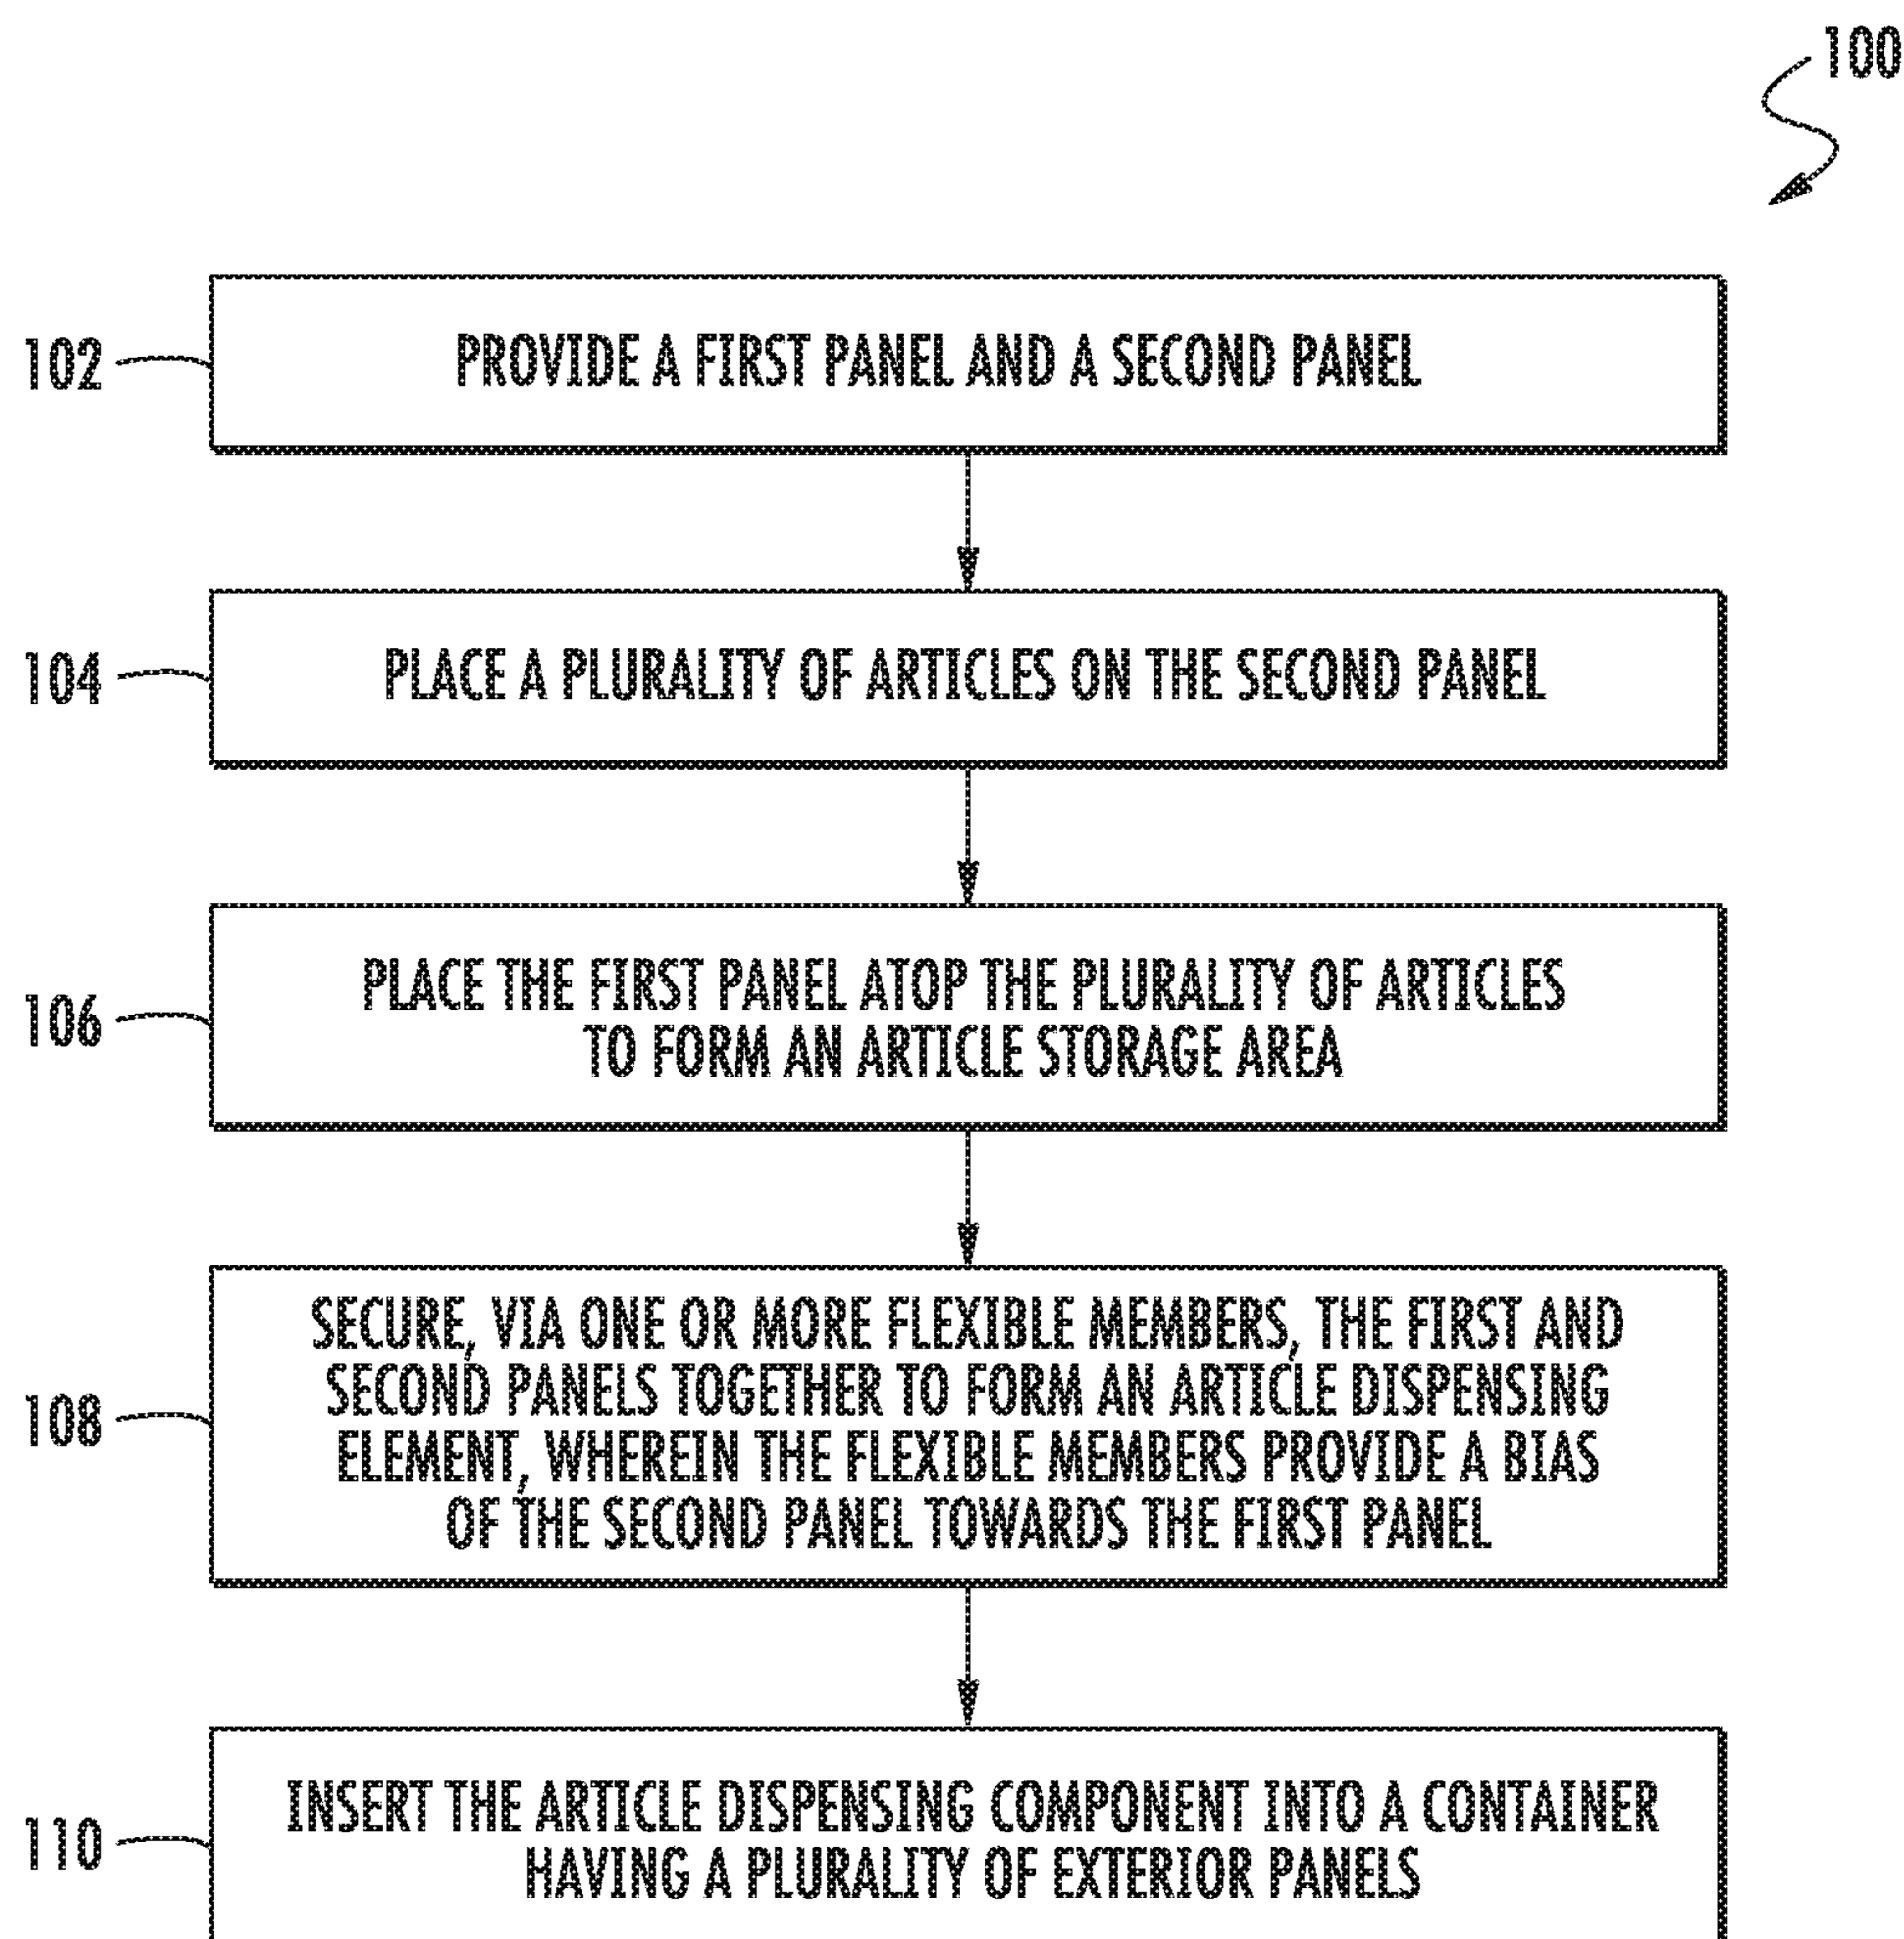 100
102
PROVIDE A FIRST PANEL AND A SECOND PANEL
104
PLACE A PLURALITY OF ARTICLES ON THE SECOND PANEL
106
PLACE THE FIRST PANEL ATOP THE PLURALITY OF ARTICLES
TO FORM AN ARTICLE STORAGE AREA
108
SECURE, VIA ONE OR MORE FLEXIBLE MEMBERS, THE FIRST AND
SECOND PANELS TOGETHER TO FORM AN ARTICLE DISPENSING
ELEMENT, WHEREIN THE FLEXIBLE MEMBERS PROVIDE A BIAS
OF THE SECOND PANEL TOWARDS THE FIRST PANEL
110
INSERT THE ARTICLE DISPENSING COMPONENT INTO A CONTAINER
HAVING A PLURALITY OF EXTERIOR PANELS